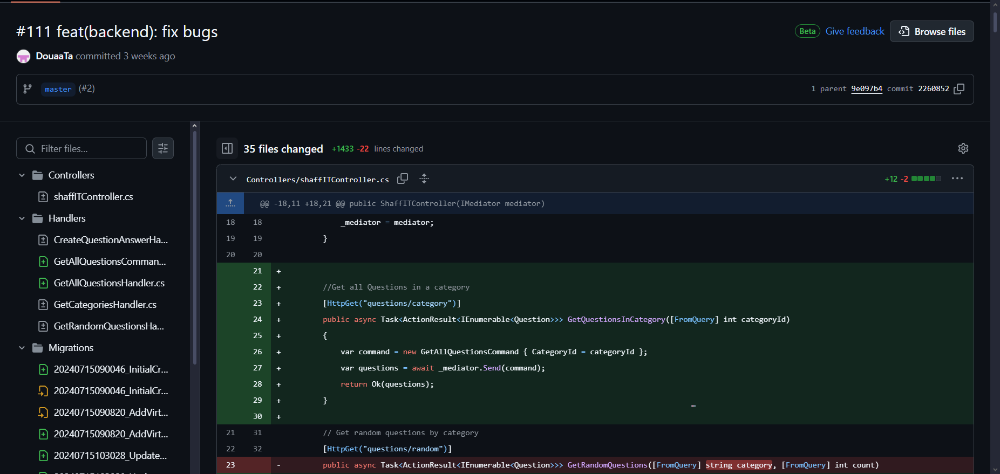 #111 feat(backend): fix bugs
Beta Give feedback Browse files
DouaaTa committed 3 weeks ago
master (#2)
1 parent 9e097b4 commit 2260852
Filter files...
Controllers
shaffITController.cs
Handlers
CreateQuestionAnswerHa...
GetAllQuestionsComman...
GetAllQuestionsHandler.cs
GetCategoriesHandler.cs
GetRandomQuestionsHa...
Migrations
20240715090046_InitialCr...
20240715090046_InitialCr...
20240715090820_AddVirt...
20240715090820_AddVirt...
20240715103028_Update...
35 files changed +1433 -22 lines changed
Controllers/shaffITController.cs +12 -2
@@ -18,11 +18,21 @@ public ShaffITController(IMediator mediator)
18 18 _mediator = mediator;
19 19 }
20 20
21 +
22 + //Get all Questions in a category
23 + [HttpGet("questions/category")]
24 + public async Task<ActionResult<IEnumerable<Question>>> GetQuestionsInCategory([FromQuery] int categoryId)
25 + {
26 + var command = new GetAllQuestionsCommand { CategoryId = categoryId };
27 + var questions = await _mediator.Send(command);
28 + return Ok(questions);
29 + }
30 +
21 31 // Get random questions by category
22 32 [HttpGet("questions/random")]
23 - public async Task<ActionResult<IEnumerable<Question>>> GetRandomQuestions([FromQuery] string category, [FromQuery] int count)